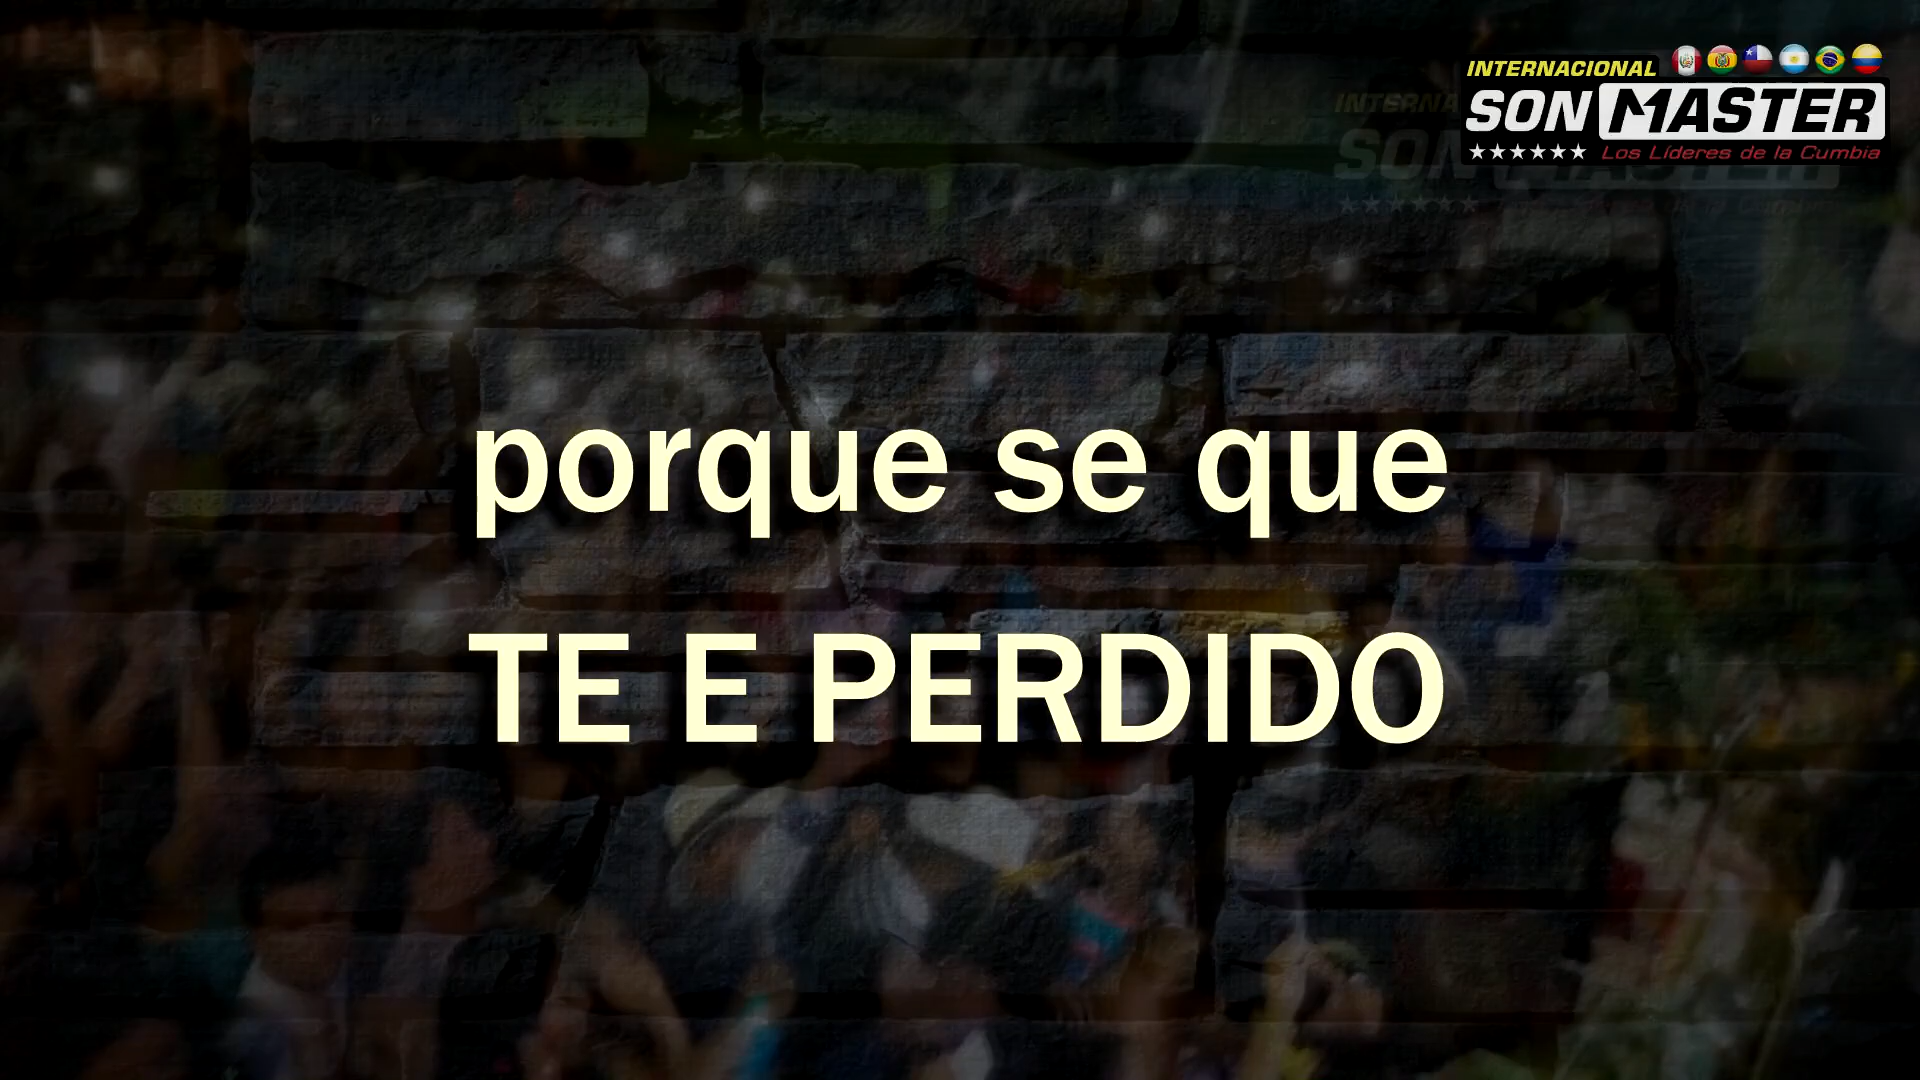 INTERNACIONAL
SON MASTER
Los Líderes de la Cumbia
porque se que
TE E PERDIDO